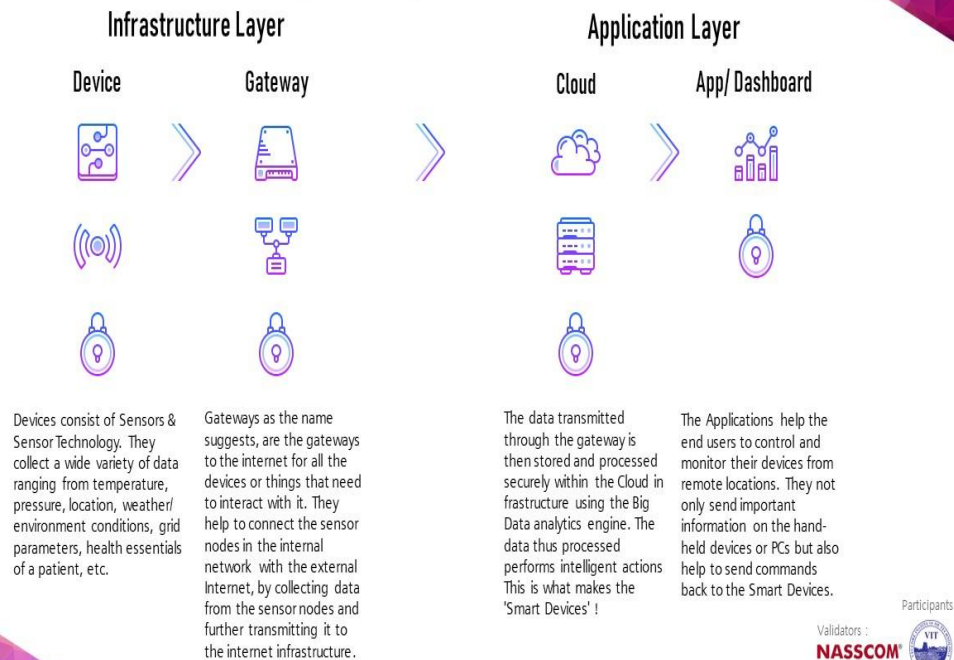 Infrastructure Layer
Application Layer
Device
Gateway
Cloud
App/ Dashboard
Devices consist of Sensors &
Sensor Technology. They
collect a wide variety of data
ranging from temperature,
pressure, location, weather/
environment conditions, grid
parameters, health essentials
of a patient, etc.
Gateways as the name
suggests, are the gateways
to the internet for all the
devices or things that need
to interact with it. They
help to connect the sensor
nodes in the internal
network with the external
Internet, by collecting data
from the sensor nodes and
further transmitting it to
the internet infrastructure.
The data transmitted
through the gateway is
then stored and processed
securely within the Cloud in
frastructure using the Big
Data analytics engine. The
data thus processed
performs intelligent actions
This is what makes the
'Smart Devices' !
The Applications help the
end users to control and
monitor their devices from
remote locations. They not
only send important
information on the hand-
held devices or PCs but also
help to send commands
back to the Smart Devices.
Participants
Validators :
NASSCOM®
VIT